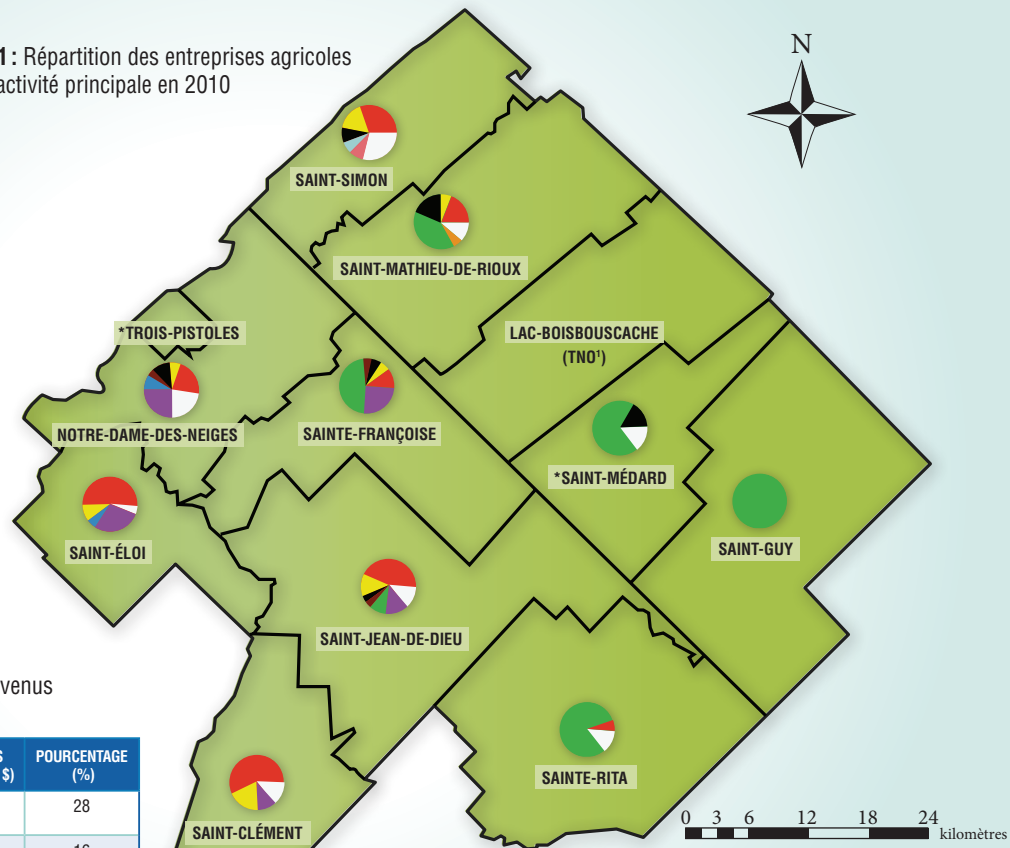 1 : Répartition des entreprises agricoles
activité principale en 2010
N
SAINT-SIMON
SAINT-MATHIEU-DE-RIOUX
*TROIS-PISTOLES
LAC-BOISBOUSCACHE
(TNO¹)
NOTRE-DAME-DES-NEIGES
SAINTE-FRANÇOISE
*SAINT-MÉDARD
SAINT-ÉLOI
SAINT-GUY
SAINT-JEAN-DE-DIEU
venus
POURCENTAGE
$) (%)
28
SAINTE-RITA
SAINT-CLÉMENT
0 3 6 12 18 24
kilomètres